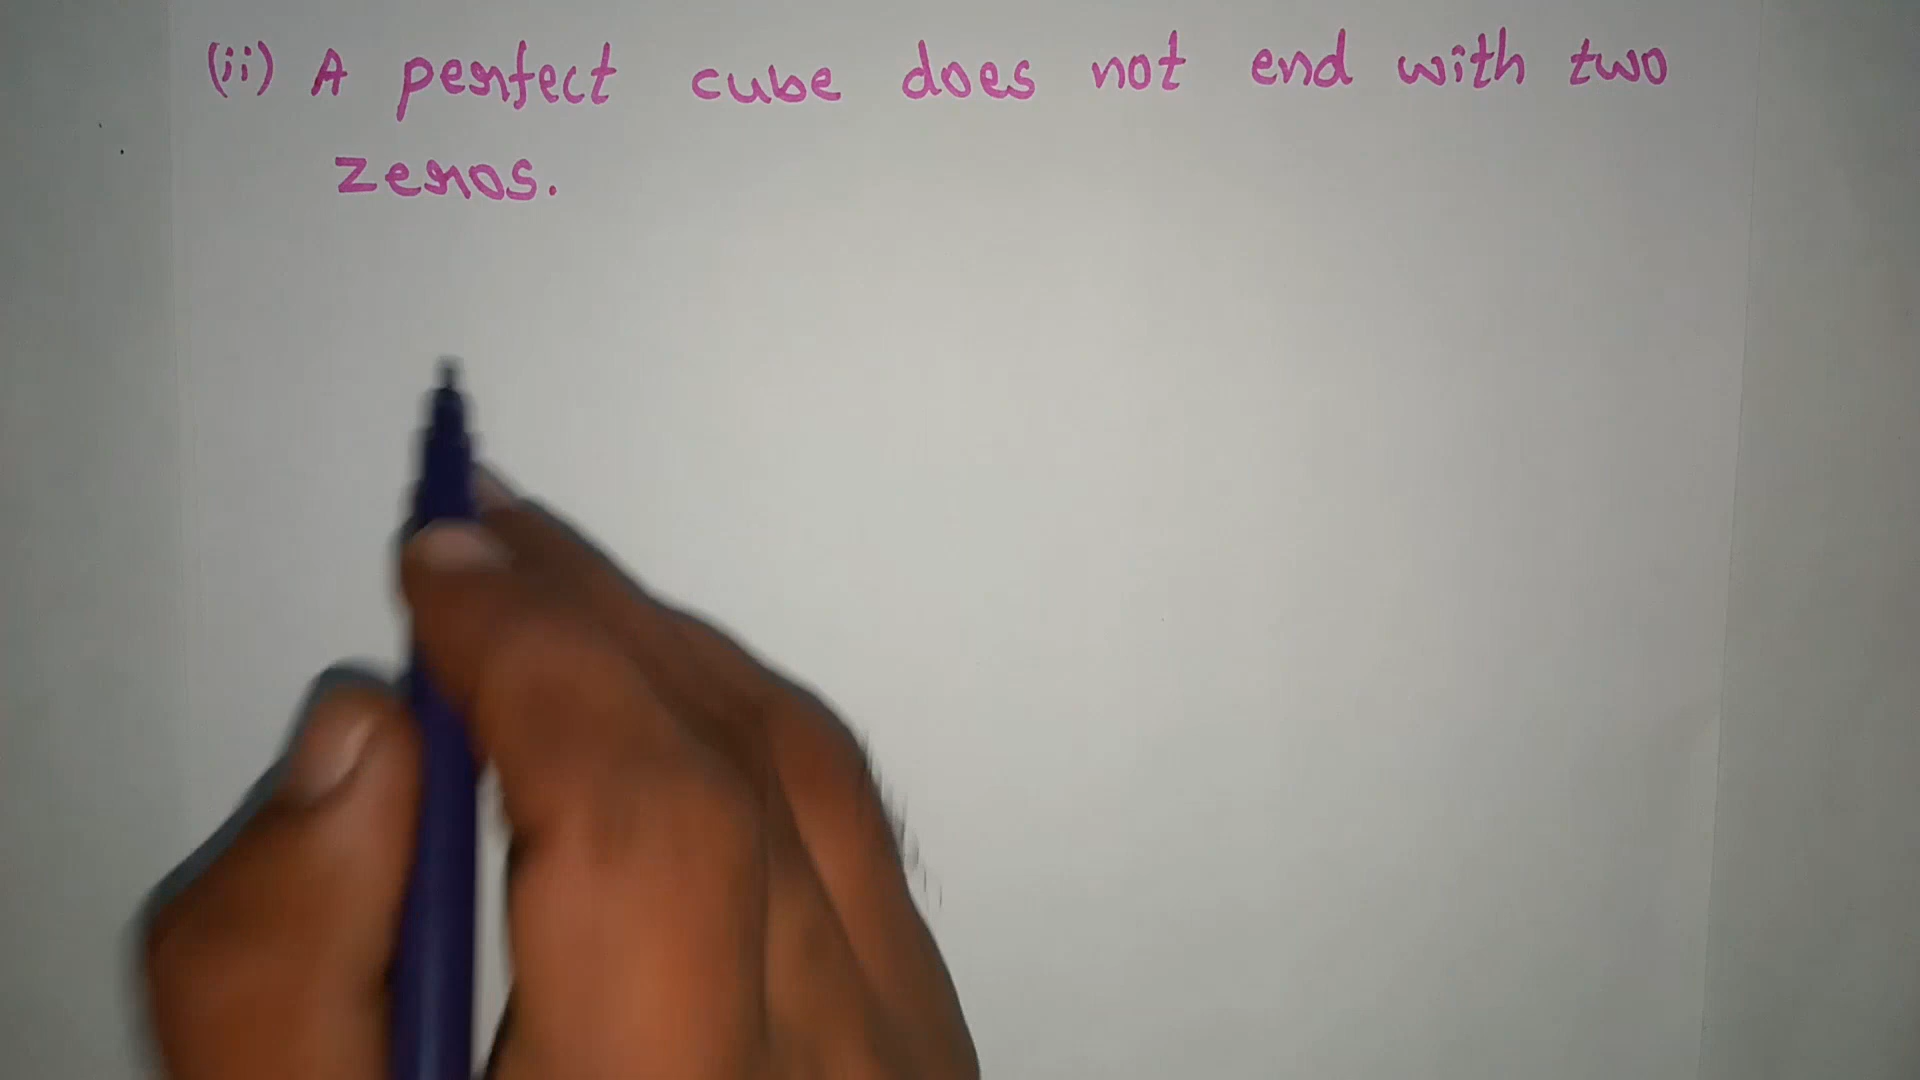 (ii) A perfect cube does not end with two
zeros.